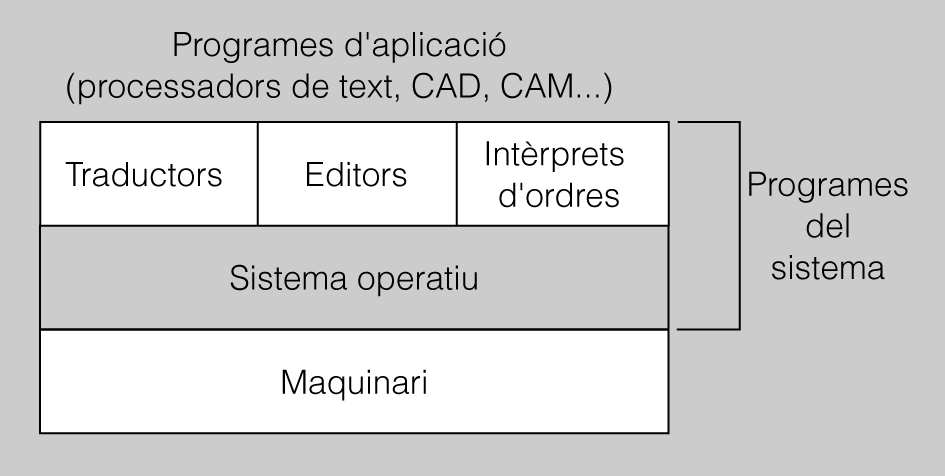 Programes d'aplicació
(processadors de text, CAD, CAM...)
Traductors
Editors
Intèrprets
d'ordres
Programes
del
sistema
Sistema operatiu
Maquinari